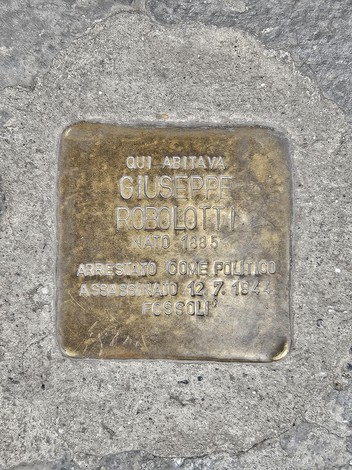 QUI ABITAVA
GIUSEPPE
ROBOLOTTI
NATO 1885
ARRESTATO COME POLITICO
ASSASSINATO 12.7.1944
FOSSOLI